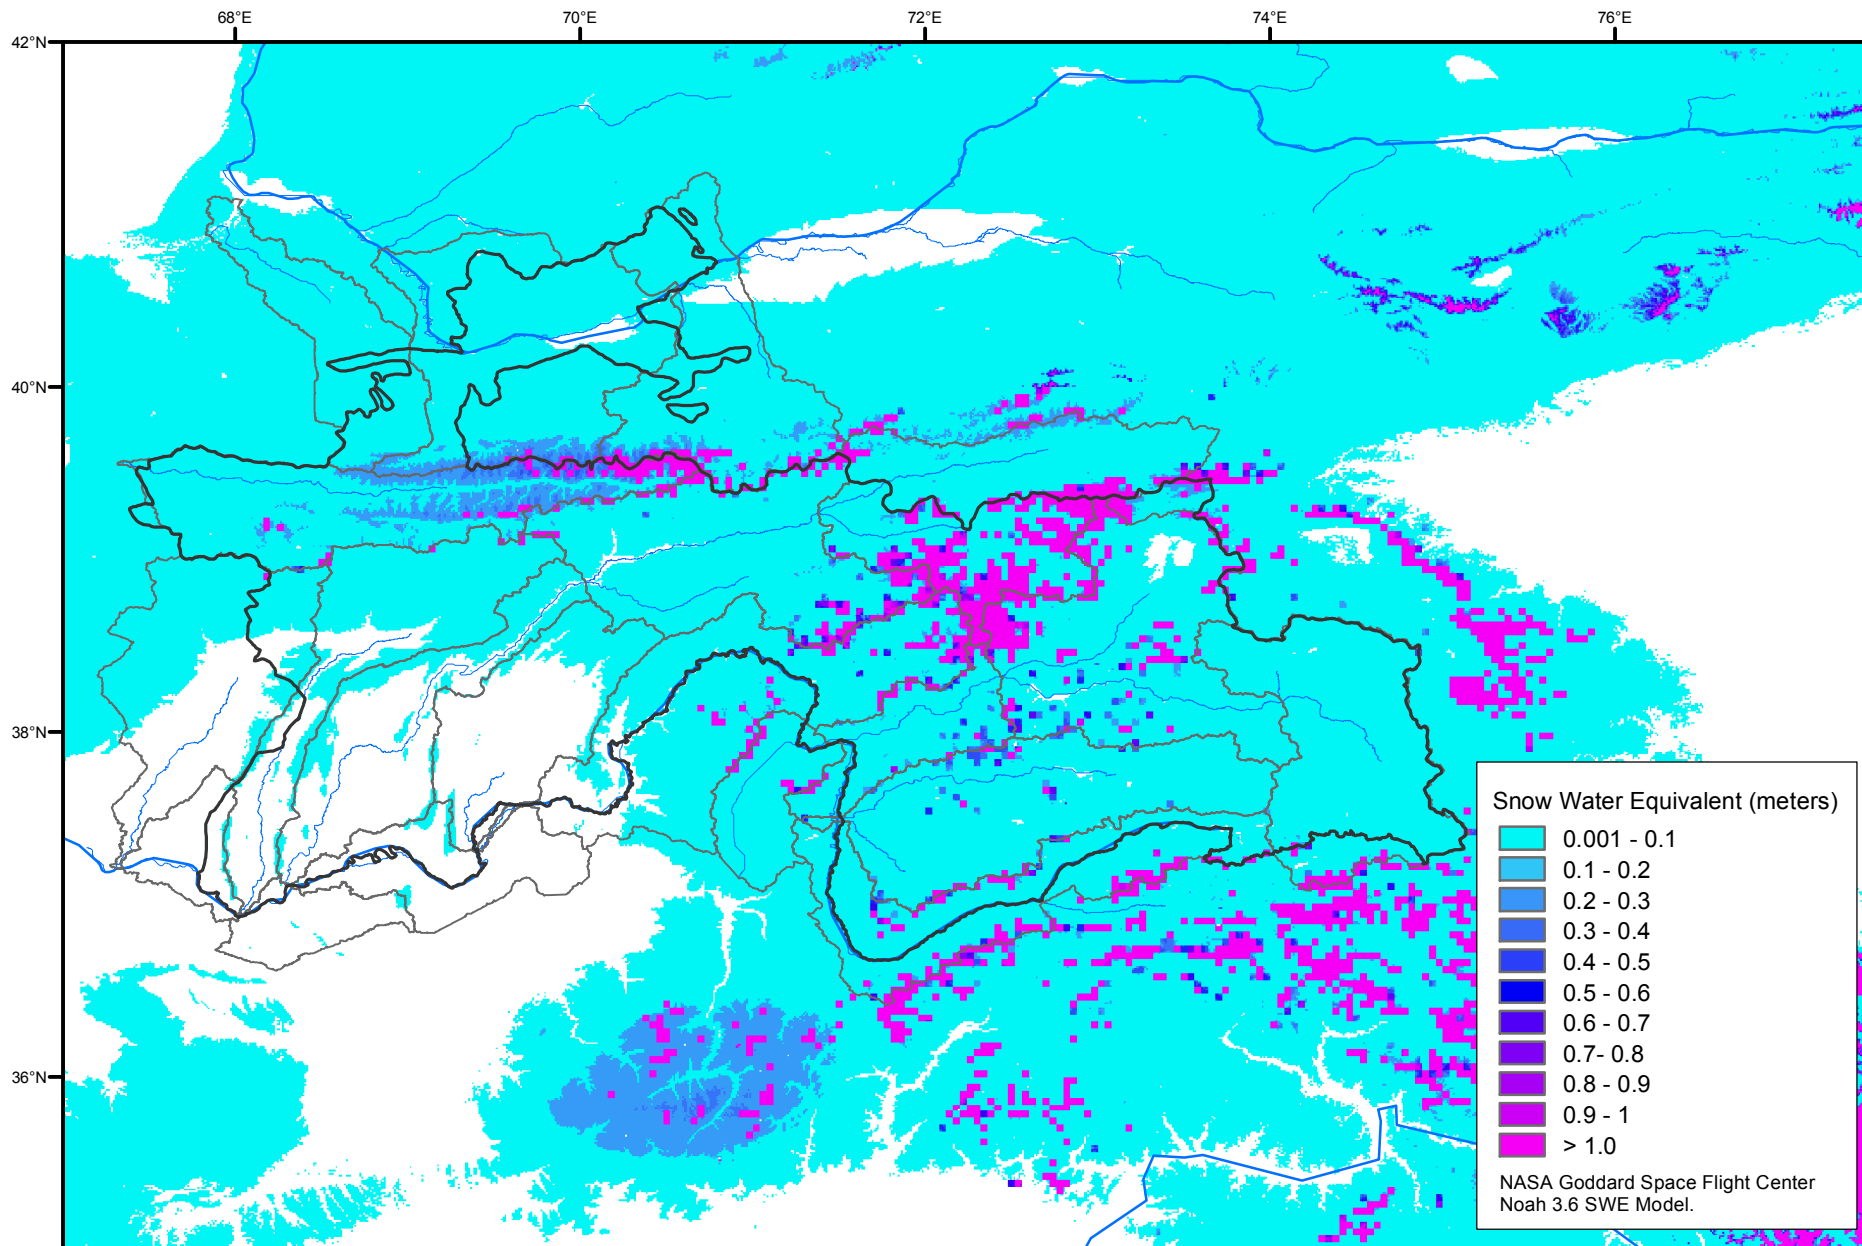 68°E 70°E 72°E 74°E 76°E
42°N
40°N
38°N
36°N
Snow Water Equivalent (meters)
0.001 - 0.1
0.1 - 0.2
0.2 - 0.3
0.3 - 0.4
0.4 - 0.5
0.5 - 0.6
0.6 - 0.7
0.7- 0.8
0.8 - 0.9
0.9 - 1
> 1.0
NASA Goddard Space Flight Center
Noah 3.6 SWE Model.